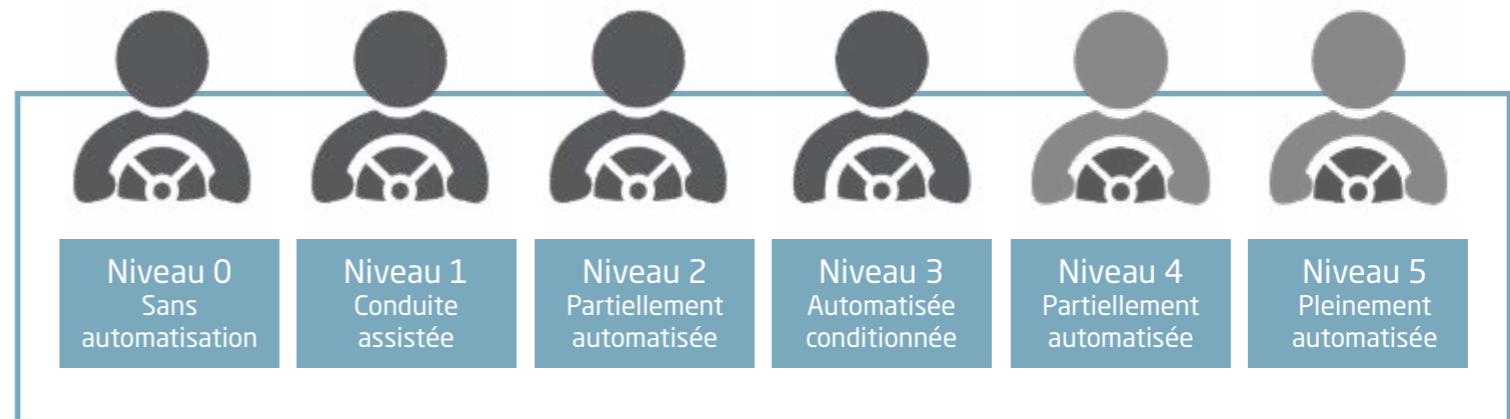 Niveau 0
Sans
automatisation
Niveau 1
Conduite
assistée
Niveau 2
Partiellement
automatisée
Niveau 3
Automatisée
conditionnée
Niveau 4
Partiellement
automatisée
Niveau 5
Pleinement
automatisée